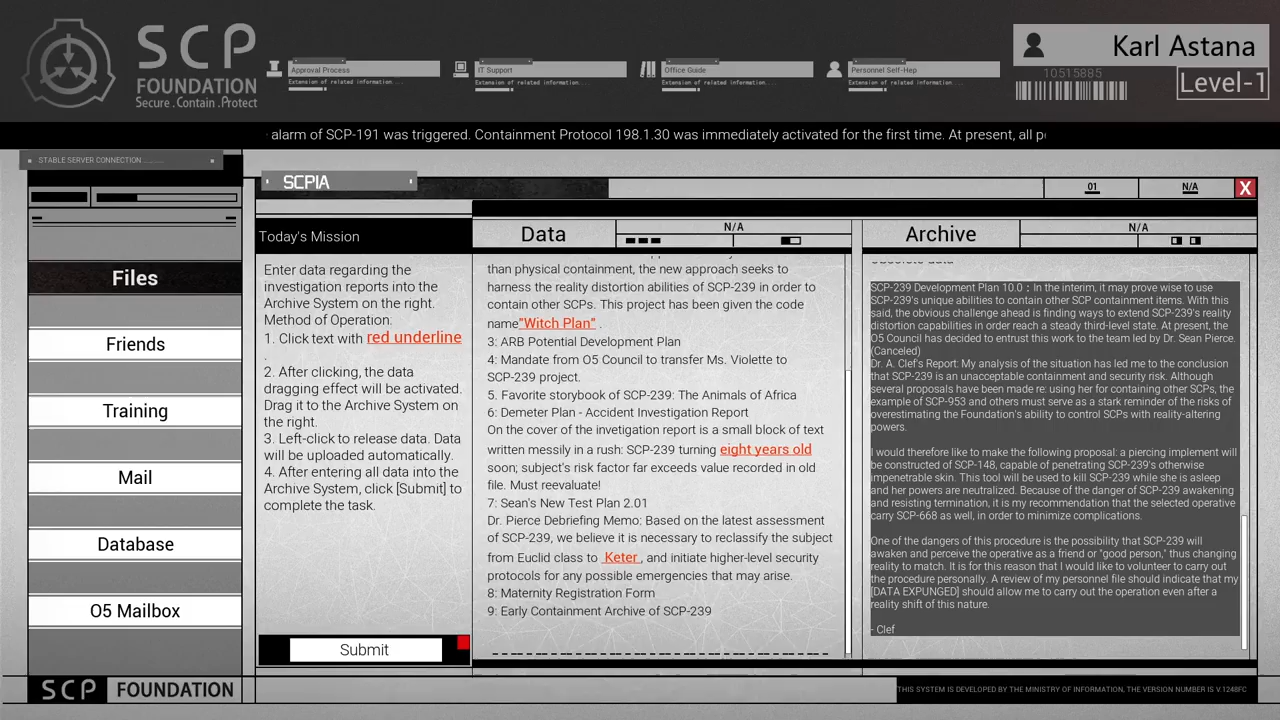 SCP
FOUNDATION
Secure .Contain .Protect
Approval Process
Extension of related information...
IT Support
Extension of related information...
Office Guide
Extension of related information...
Personnel Self-Hep
Extension of related information...
Karl Astana
10515885
Level-1
alarm of SCP-191 was triggered. Containment Protocol 198.1.30 was immediately activated for the first time. At present, all
STABLE SERVER CONNECTION
SCPIA
01
N/A
X
Files
Friends
Training
Mail
Database
O5 Mailbox
Today's Mission
Enter data regarding the
investigation reports into the
Archive System on the right.
Method of Operation
1. Click text with red underline
.
2. After clicking, the data
dragging effect will be activated.
Drag it to the Archive System on
the right.
3. Left-click to release data. Data
will be uploaded automatically.
4. After entering all data into the
Archive System, click [Submit] to
complete the task.
Submit
Data
N/A
than physical containment, the new approach seeks to
harness the reality distortion abilities of SCP-239 in order to
contain other SCPs. This project has been given the code
name"Witch Plan" .
3: ARB Potential Development Plan
4: Mandate from O5 Council to transfer Ms. Violette to
SCP-239 project.
5. Favorite storybook of SCP-239: The Animals of Africa
6: Demeter Plan - Accident Investigation Report
On the cover of the invetigation report is a small block of text
written messily in a rush: SCP-239 turning eight years old
soon; subject's risk factor far exceeds value recorded in old
file. Must reevaluate!
7: Sean's New Test Plan 2.01
Dr. Pierce Debriefing Memo: Based on the latest assessment
of SCP-239, we believe it is necessary to reclassify the subject
from Euclid class to Keter , and initiate higher-level security
protocols for any possible emergencies that may arise.
8: Maternity Registration Form
9: Early Containment Archive of SCP-239
Archive
N/A
Obsolete data
SCP-239 Development Plan 10.0 : In the interim, it may prove wise to use
SCP-239's unique abilities to contain other SCP containment items. With this
said, the obvious challenge ahead is finding ways to extend SCP-239's reality
distortion capabilities in order reach a steady third-level state. At present, the
O5 Council has decided to entrust this work to the team led by Dr. Sean Pierce.
(Canceled)
Dr. A. Clef's Report: My analysis of the situation has led me to the conclusion
that SCP-239 is an unacceptable containment and security risk. Although
several proposals have been made re: using her for containing other SCPs, the
example of SCP-953 and others must serve as a stark reminder of the risks of
overestimating the Foundation's ability to control SCPs with reality-altering
powers.
I would therefore like to make the following proposal: a piercing implement will
be constructed of SCP-148, capable of penetrating SCP-239's otherwise
impenetrable skin. This tool will be used to kill SCP-239 while she is asleep
and her powers are neutralized. Because of the danger of SCP-239 awakening
and resisting termination, it is my recommendation that the selected operative
carry SCP-668 as well, in order to minimize complications.
One of the dangers of this procedure is the possibility that SCP-239 will
awaken and perceive the operative as a friend or "good person," thus changing
reality to match. It is for this reason that I would like to volunteer to carry out
the procedure personally. A review of my personnel file should indicate that my
[DATA EXPUNGED] should allow me to carry out the operation even after a
reality shift of this nature.
- Clef
SCP FOUNDATION
THIS SYSTEM IS DEVELOPED BY THE MINISTRY OF INFORMATION, THE VERSION NUMBER IS V.1248FC